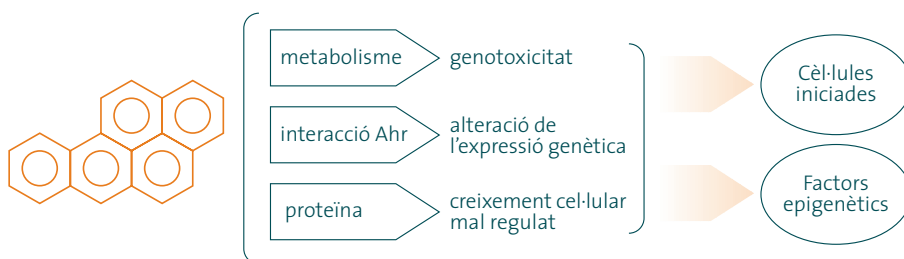 metabolisme
genotoxicitat
interacció Ahr
alteració de
l'expressió genètica
proteïna
creixement cel·lular
mal regulat
Cèl·lules
iniciades
Factors
epigenètics